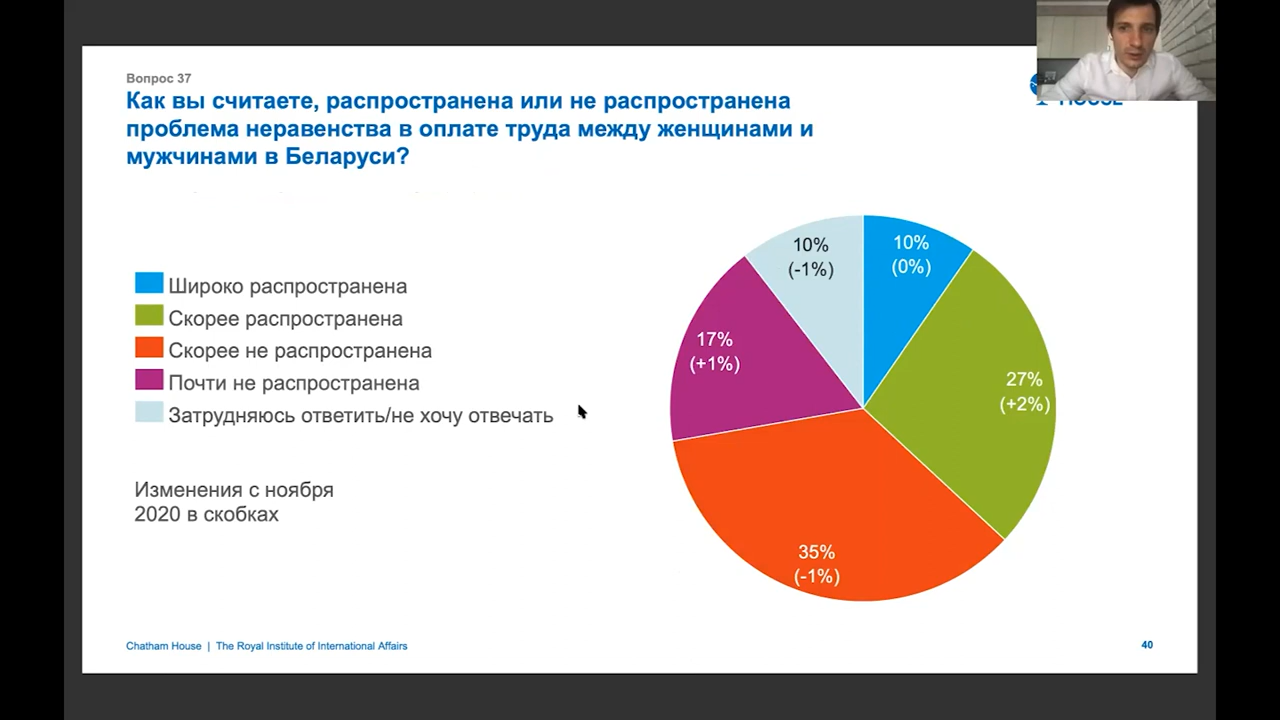 Вопрос 37
Как вы считаете, распространена или не распространена
проблема неравенства в оплате труда между женщинами и
мужчинами в Беларуси?
HOUSE
10%
(-1%)
10%
(0%)
17%
(+1%)
27%
(+2%)
35%
(-1%)
Широко распространена
Скорее распространена
Скорее не распространена
Почти не распространена
Затрудняюсь ответить/не хочу отвечать
Изменения с ноября
2020 в скобках
Chatham House | The Royal Institute of International Affairs
40